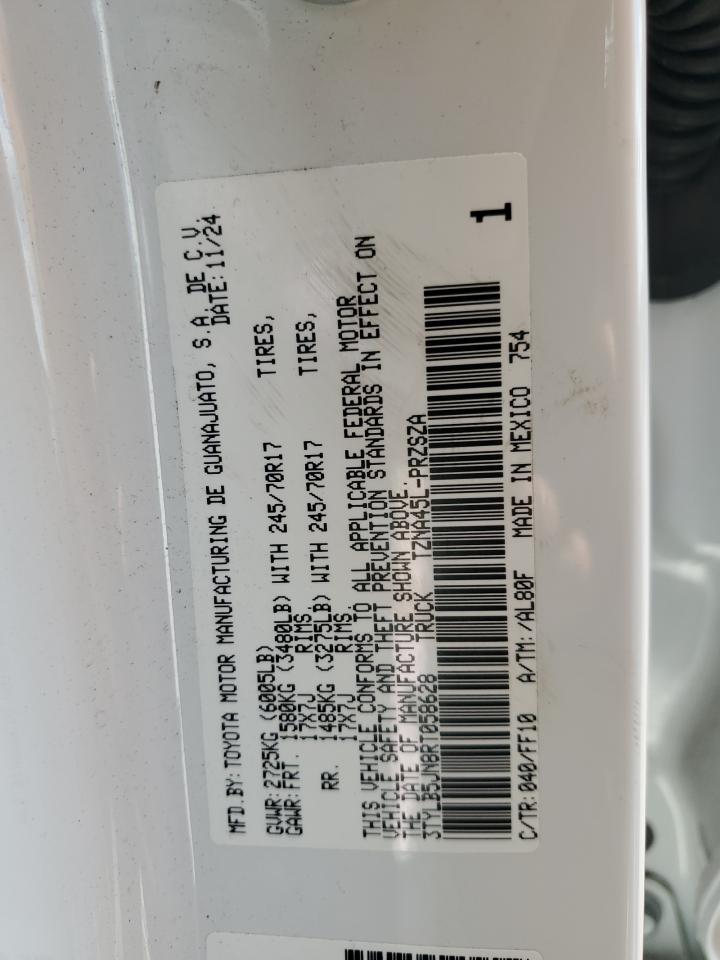 MFD.BY: TOYOTA MOTOR MANUFACTURING DE GUANAJUATO, S.A. DE C.V.
DATE: 11/24
GVWR: 2725KG (6005LB)
GAWR: FRT. 1580KG (3480LB) WITH 245/70R17 TIRES,
17X7J RIMS.
RR. 1485KG (3275LB) WITH 245/70R17 TIRES,
17X7J RIMS.
THIS VEHICLE CONFORMS TO ALL APPLICABLE FEDERAL MOTOR
VEHICLE SAFETY AND THEFT PREVENTION STANDARDS IN EFFECT ON
THE DATE OF MANUFACTURE SHOWN ABOVE.
3TYLB5JN8RT058628 TRUCK TZNA45L-PRZSZA
C/TR: 040/FF10 A/TM: /AL80F MADE IN MEXICO 754
1